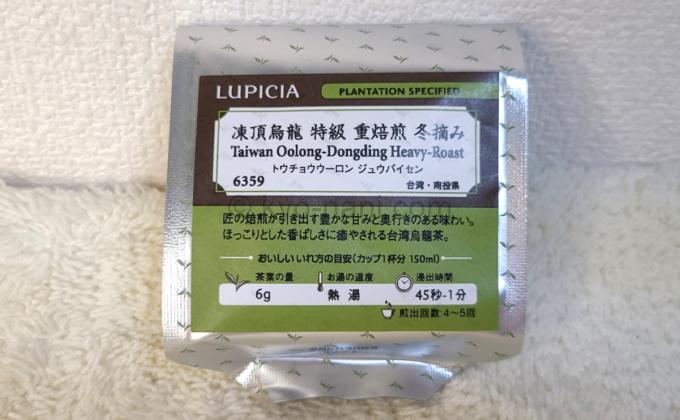 LUPICIA
PLANTATION SPECIFIED
凍頂烏龍 特級 重焙煎 冬摘み
Taiwan Oolong-Dongding Heavy-Roast
トウチョウウーロン ジュウバイセン
6359
台湾・南投県
匠の焙煎が引き出す豊かな甘みと奥行きのある味わい。
ほっこりとした香ばしさに癒やされる台湾烏龍茶。
おいしい いれ方の目安(カップ1杯分 150ml)
茶葉の量 お湯の温度 浸出時間
6g 熱湯 45秒-1分
煎出回数:4～5回